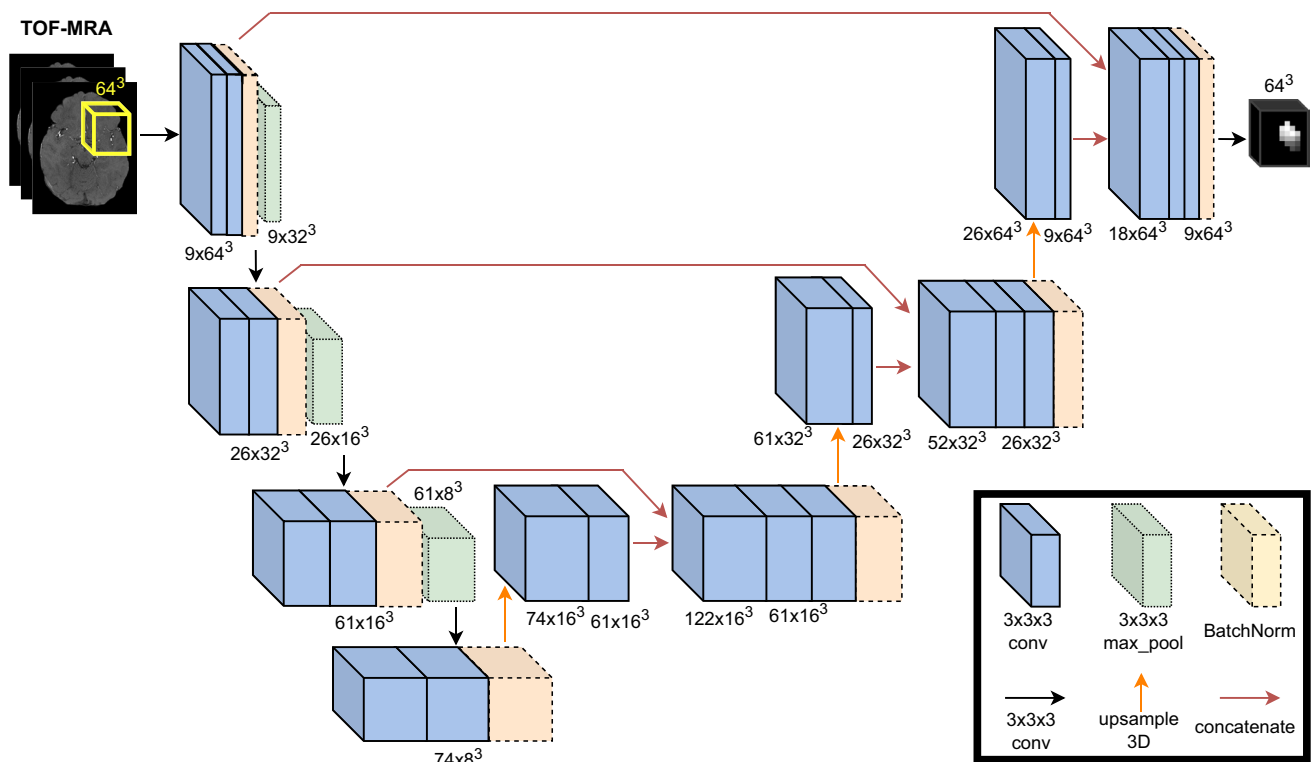 TOF-MRA
64³
64³
9x64³
9x32³
26x64³
9x64³
18x64³
9x64³
26x32³
26x16³
61x32³
26x32³
52x32³
26x32³
61x8³
61x16³
74x16³
61x16³
122x16³
61x16³
74x8³
3x3x3
conv
3x3x3
max_pool
BatchNorm
3x3x3
conv
upsample
3D
concatenate